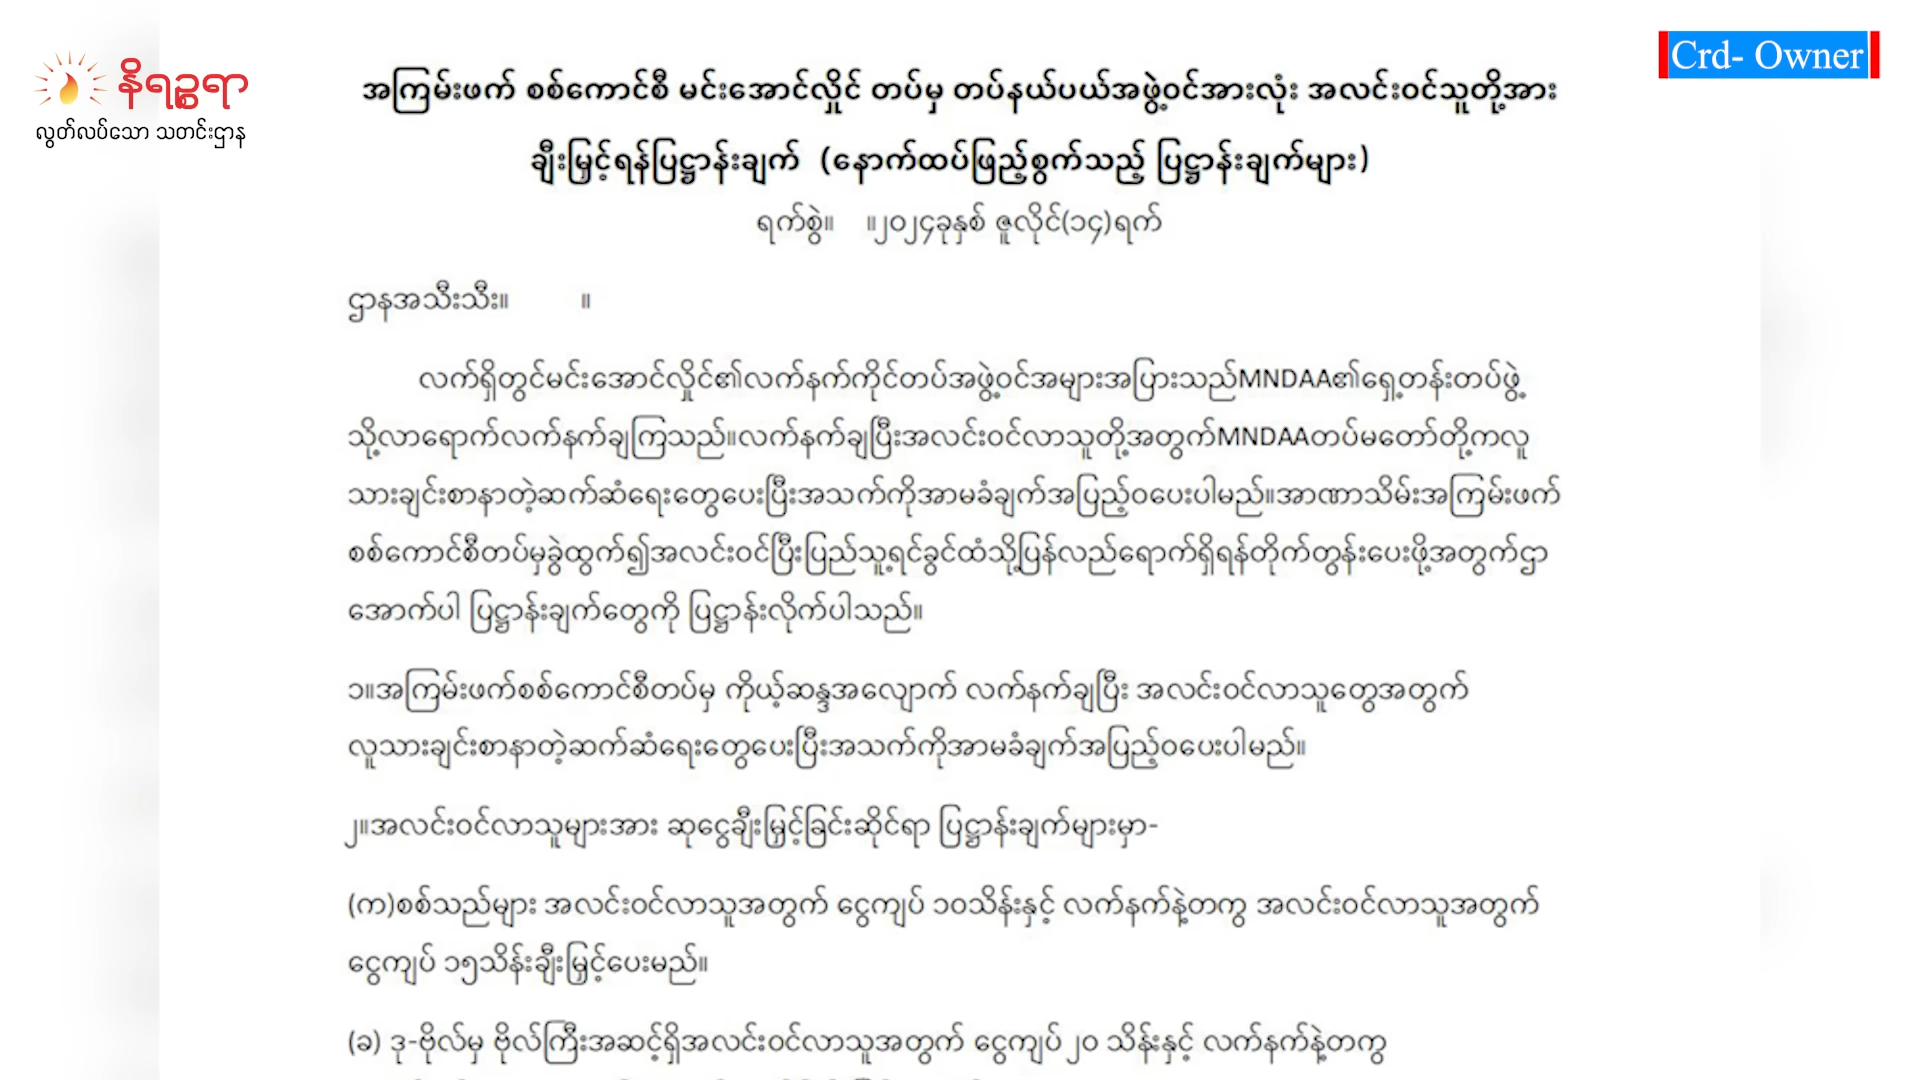 နိရဉ္စရာ
လွတ်လပ်သော သတင်းဌာန
Crd- Owner
အကြမ်းဖက် စစ်ကောင်စီ မင်းအောင်လှိုင် တပ်မှ တပ်နယ်ပယ်အဖွဲ့ဝင်အားလုံး အလင်းဝင်သူတို့အား
ချီးမြှင့်ရန်ပြဋ္ဌာန်းချက် (နောက်ထပ်ဖြည့်စွက်သည့် ပြဋ္ဌာန်းချက်များ)
ရက်စွဲ။ ။၂၀၂၄ခုနှစ် ဇူလိုင်(၁၄)ရက်
ဌာနအသီးသီး။ ။
လက်ရှိတွင်မင်းအောင်လှိုင်၏လက်နက်ကိုင်တပ်အဖွဲ့ဝင်အများအပြားသည်MNDAA၏ရှေ့တန်းတပ်ဖွဲ့
သို့လာရောက်လက်နက်ချကြသည်။လက်နက်ချပြီးအလင်းဝင်လာသူတို့အတွက်MNDAAတပ်မတော်တို့ကလူ
သားချင်းစာနာတဲ့ဆက်ဆံရေးတွေပေးပြီးအသက်ကိုအာမခံချက်အပြည့်ဝပေးပါမည်။အာဏာသိမ်းအကြမ်းဖက်
စစ်ကောင်စီတပ်မှခွဲထွက်၍အလင်းဝင်ပြီးပြည်သူ့ရင်ခွင်ထံသို့ပြန်လည်ရောက်ရှိရန်တိုက်တွန်းပေးဖို့အတွက်ဌာ
အောက်ပါ ပြဋ္ဌာန်းချက်တွေကို ပြဋ္ဌာန်းလိုက်ပါသည်။
၁။အကြမ်းဖက်စစ်ကောင်စီတပ်မှ ကိုယ့်ဆန္ဒအလျောက် လက်နက်ချပြီး အလင်းဝင်လာသူတွေအတွက်
လူသားချင်းစာနာတဲ့ဆက်ဆံရေးတွေပေးပြီးအသက်ကိုအာမခံချက်အပြည့်ဝပေးပါမည်။
၂။အလင်းဝင်လာသူများအား ဆုငွေချီးမြှင့်ခြင်းဆိုင်ရာ ပြဋ္ဌာန်းချက်များမှာ-
(က)စစ်သည်များ အလင်းဝင်လာသူအတွက် ငွေကျပ် ၁၀သိန်းနှင့် လက်နက်နဲ့တကွ အလင်းဝင်လာသူအတွက်
ငွေကျပ် ၁၅သိန်းချီးမြှင့်ပေးမည်။
(ခ) ဒု-ဗိုလ်မှ ဗိုလ်ကြီးအဆင့်ရှိအလင်းဝင်လာသူအတွက် ငွေကျပ်၂၀ သိန်းနှင့် လက်နက်နဲ့တကွ